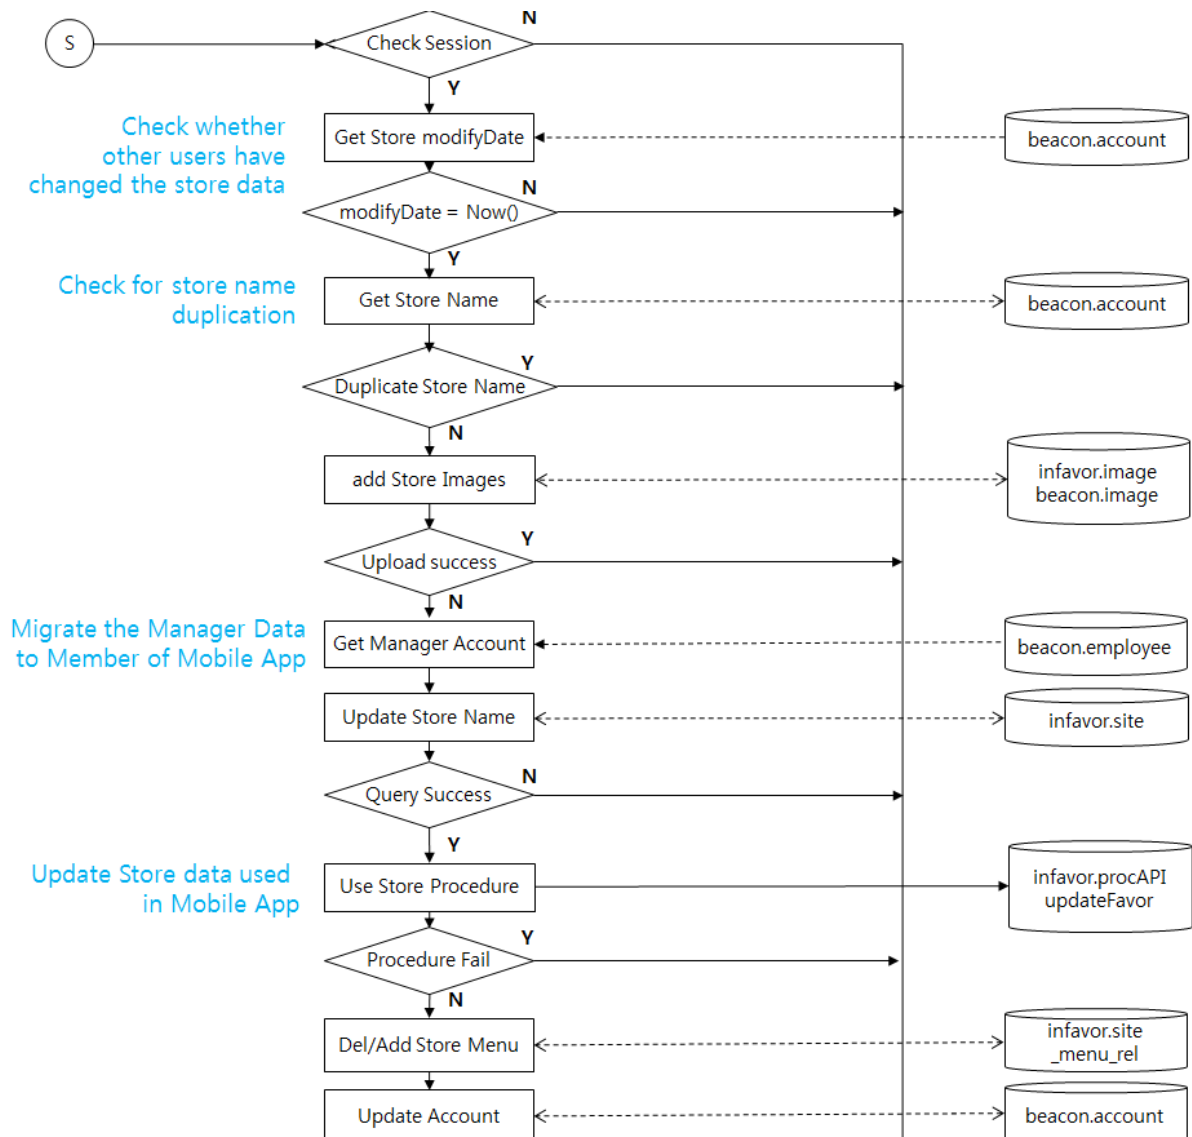 N
S
Check Session
Y
Check whether
other users have
changed the store data
Get Store modifyDate
beacon.account
N
modifyDate = Now()
Y
Check for store name
duplication
Get Store Name
beacon.account
Y
Duplicate Store Name
N
add Store Images
infavor.image
beacon.image
Y
Upload success
N
Migrate the Manager Data
to Member of Mobile App
Get Manager Account
beacon.employee
Update Store Name
infavor.site
N
Query Success
Y
Update Store data used
in Mobile App
Use Store Procedure
infavor.procAPI
updateFavor
Y
Procedure Fail
N
Del/Add Store Menu
infavor.site
_menu_rel
Update Account
beacon.account